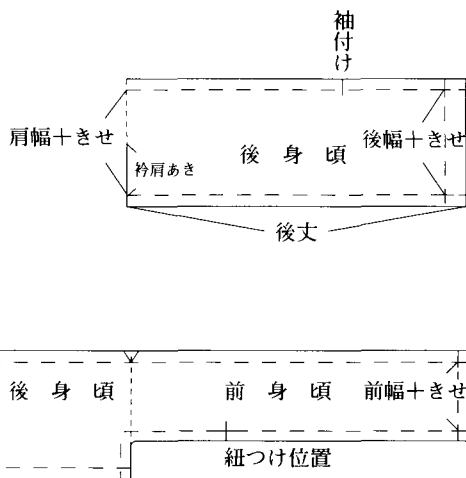 袖付け
肩幅＋きせ
後身頃
後幅＋きせ
衿肩あき
後丈
後身頃
前身頃
前幅＋きせ
紐つけ位置